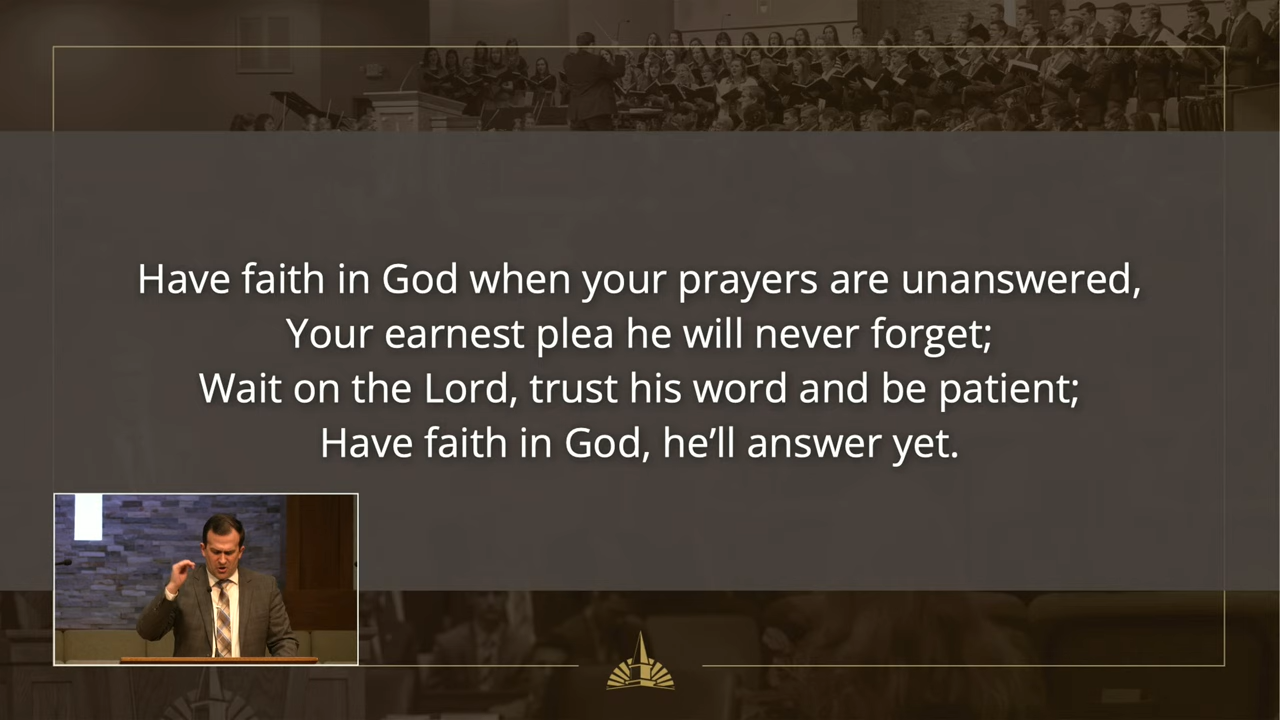 Have faith in God when your prayers are unanswered,
Your earnest plea he will never forget;
Wait on the Lord, trust his word and be patient;
Have faith in God, he’ll answer yet.